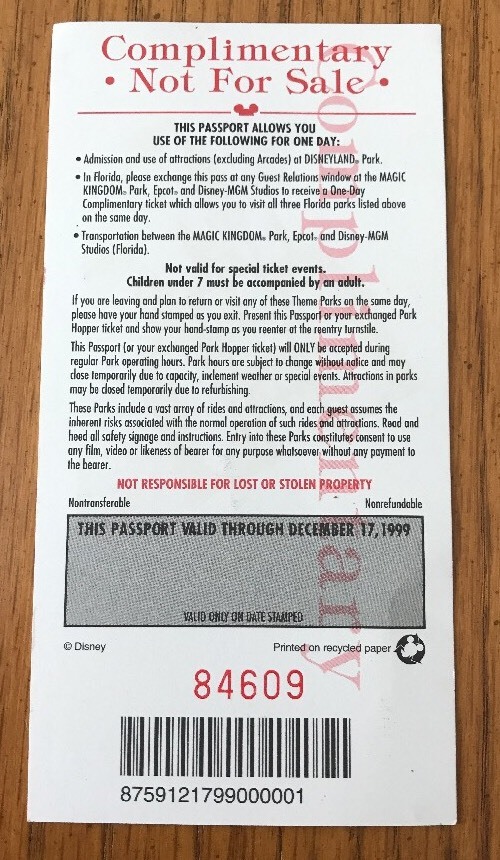 Complimentary
• Not For Sale •
THIS PASSPORT ALLOWS YOU
USE OF THE FOLLOWING FOR ONE DAY:
• Admission and use of attractions (excluding Arcades) at DISNEYLAND® Park.
• In Florida, please exchange this pass at any Guest Relations window at the MAGIC
KINGDOM® Park, Epcot® and Disney-MGM Studios to receive a One-Day
Complimentary ticket which allows you to visit all three Florida parks listed above
on the same day.
• Transportation between the MAGIC KINGDOM® Park, Epcot® and Disney-MGM
Studios (Florida).
Not valid for special ticket events.
Children under 7 must be accompanied by an adult.
If you are leaving and plan to return or visit any of these Theme Parks on the same day,
please have your hand stamped as you exit. Present this Passport or your exchanged Park
Hopper ticket and show your hand-stamp as you reenter at the reentry turnstile.
This Passport (or your exchanged Park Hopper ticket) will ONLY be accepted during
regular Park operating hours. Park hours are subject to change without notice and may
close temporarily due to capacity, inclement weather or special events. Attractions in parks
may be closed temporarily due to refurbishing.
These Parks include a vast array of rides and attractions, and each guest assumes the
inherent risks associated with the normal operation of such rides and attractions. Read and
heed all safety signage and instructions. Entry into these Parks constitutes consent to use
any film, video or likeness of bearer for any purpose whatsoever without any payment to
the bearer.
NOT RESPONSIBLE FOR LOST OR STOLEN PROPERTY
Nontransferable Nonrefundable
THIS PASSPORT VALID THROUGH DECEMBER 17, 1999
VALID ONLY ON DATE STAMPED
© Disney Printed on recycled paper
84609
8759121799000001
Complimentary